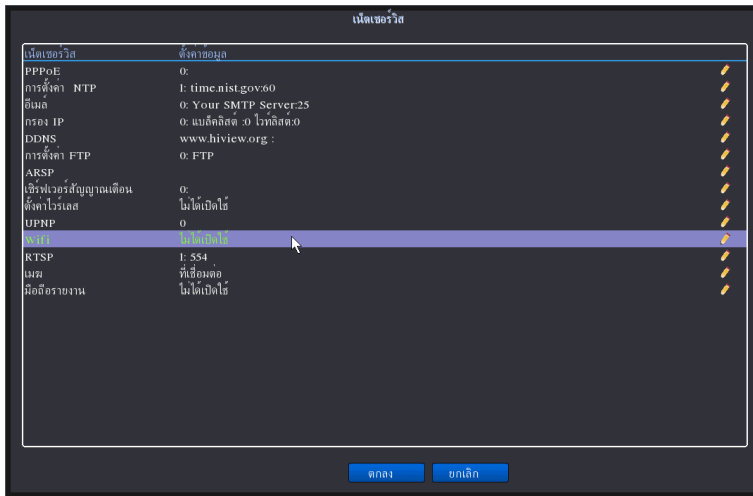 เน็ตเซอร์วิส
เน็ตเซอร์วิส ตั้งค่าข้อมูล
PPPoE 0:
การตั้งค่า NTP 1: time.nist.gov:60
อีเมล์ 0: Your SMTP Server:25
กรอง IP 0: แบล็คลิสต์ :0 ไวท์ลิสต์:0
DDNS www.hiview.org :
การตั้งค่า FTP 0: FTP
ARSP
เซิร์ฟเวอร์สัญญาณเตือน 0:
ตั้งค่าไวร์เลส ไม่ได้เปิดใช้
UPNP 0
Wifi ไม่ได้เปิดใช้
RTSP 1: 554
เมฆ ที่เชื่อมต่อ
มือถือรายงาน ไม่ได้เปิดใช้
ตกลง ยกเลิก